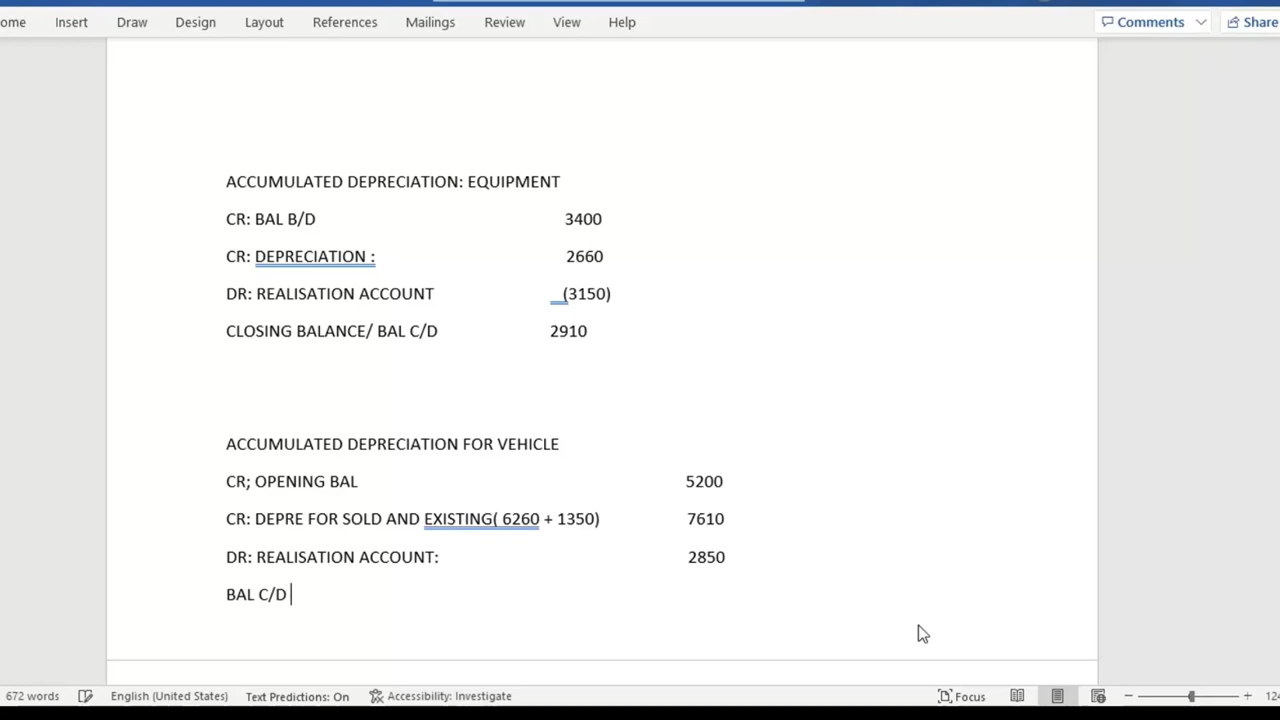 ome Insert Draw Design Layout References Mailings Review View Help Comments Share
ACCUMULATED DEPRECIATION: EQUIPMENT
CR: BAL B/D 3400
CR: DEPRECIATION : 2660
DR: REALISATION ACCOUNT (3150)
CLOSING BALANCE/ BAL C/D 2910
ACCUMULATED DEPRECIATION FOR VEHICLE
CR; OPENING BAL 5200
CR: DEPRE FOR SOLD AND EXISTING( 6260 + 1350) 7610
DR: REALISATION ACCOUNT: 2850
BAL C/D
672 words English (United States) Text Predictions: On Accessibility: Investigate Focus 124